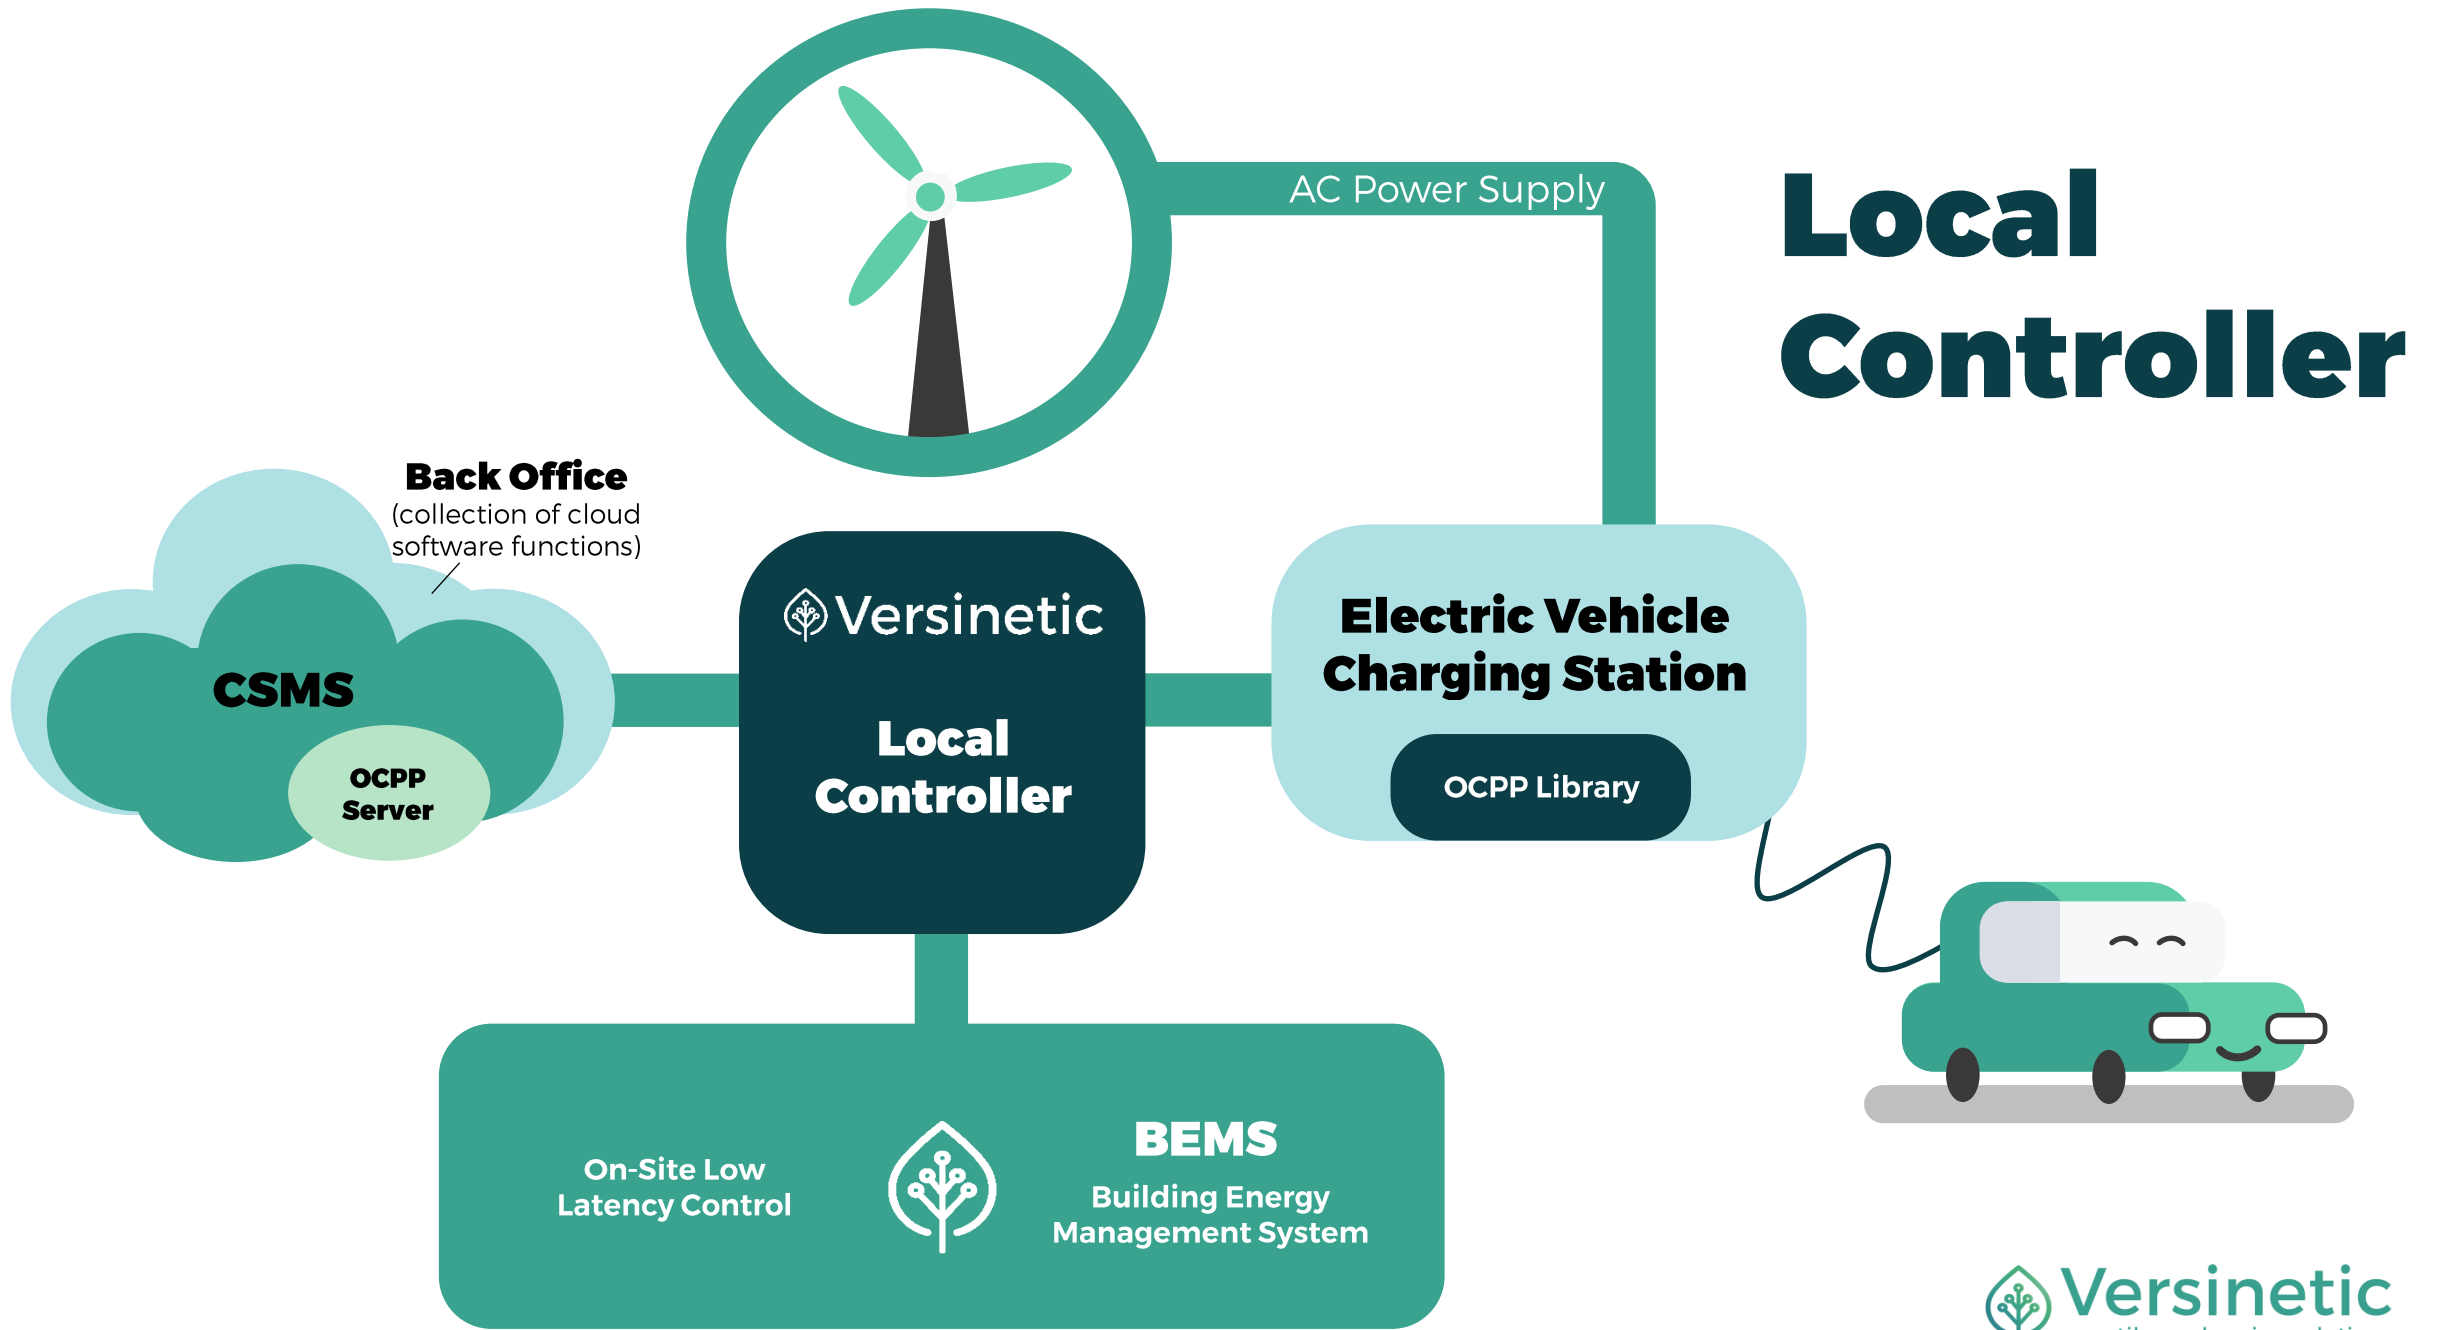 AC Power Supply
Local
Controller
Back Office
(collection of cloud
software functions)
CSMS
OCPP
Server
Versinetic
Local
Controller
Electric Vehicle
Charging Station
OCPP Library
On-Site Low
Latency Control
BEMS
Building Energy
Management System
Versinetic